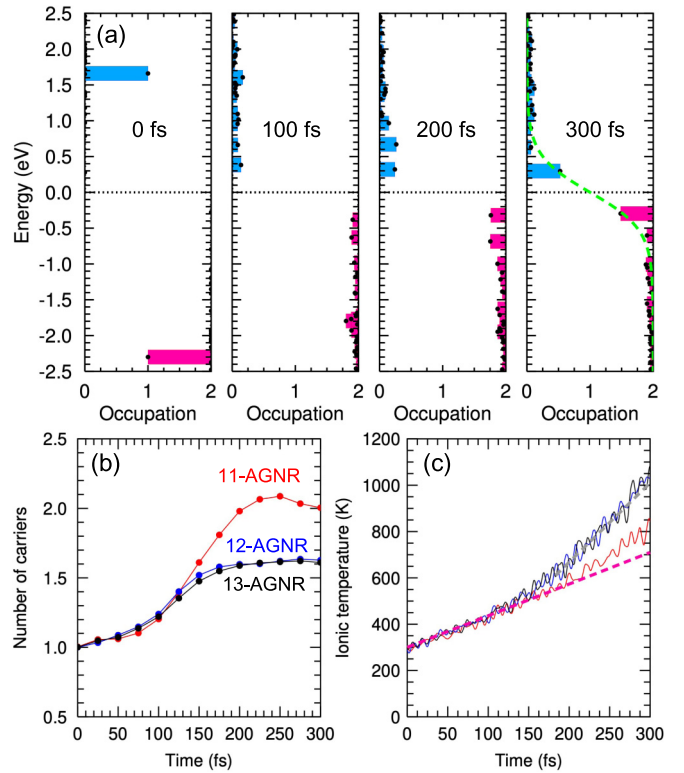 (a)
Energy (eV)
2.5
2.0
1.5
1.0
0.5
0.0
-0.5
-1.0
-1.5
-2.0
-2.5
0 fs
100 fs
200 fs
300 fs
0 1 2
0 1 2
0 1 2
0 1 2
Occupation
Occupation
Occupation
Occupation
(b)
Number of carriers
2.5
2.0
1.5
1.0
0.5
11-AGNR
12-AGNR
13-AGNR
0 50 100 150 200 250 300
Time (fs)
(c)
Ionic temperature (K)
1200
1000
800
600
400
200
0
0 50 100 150 200 250 300
Time (fs)